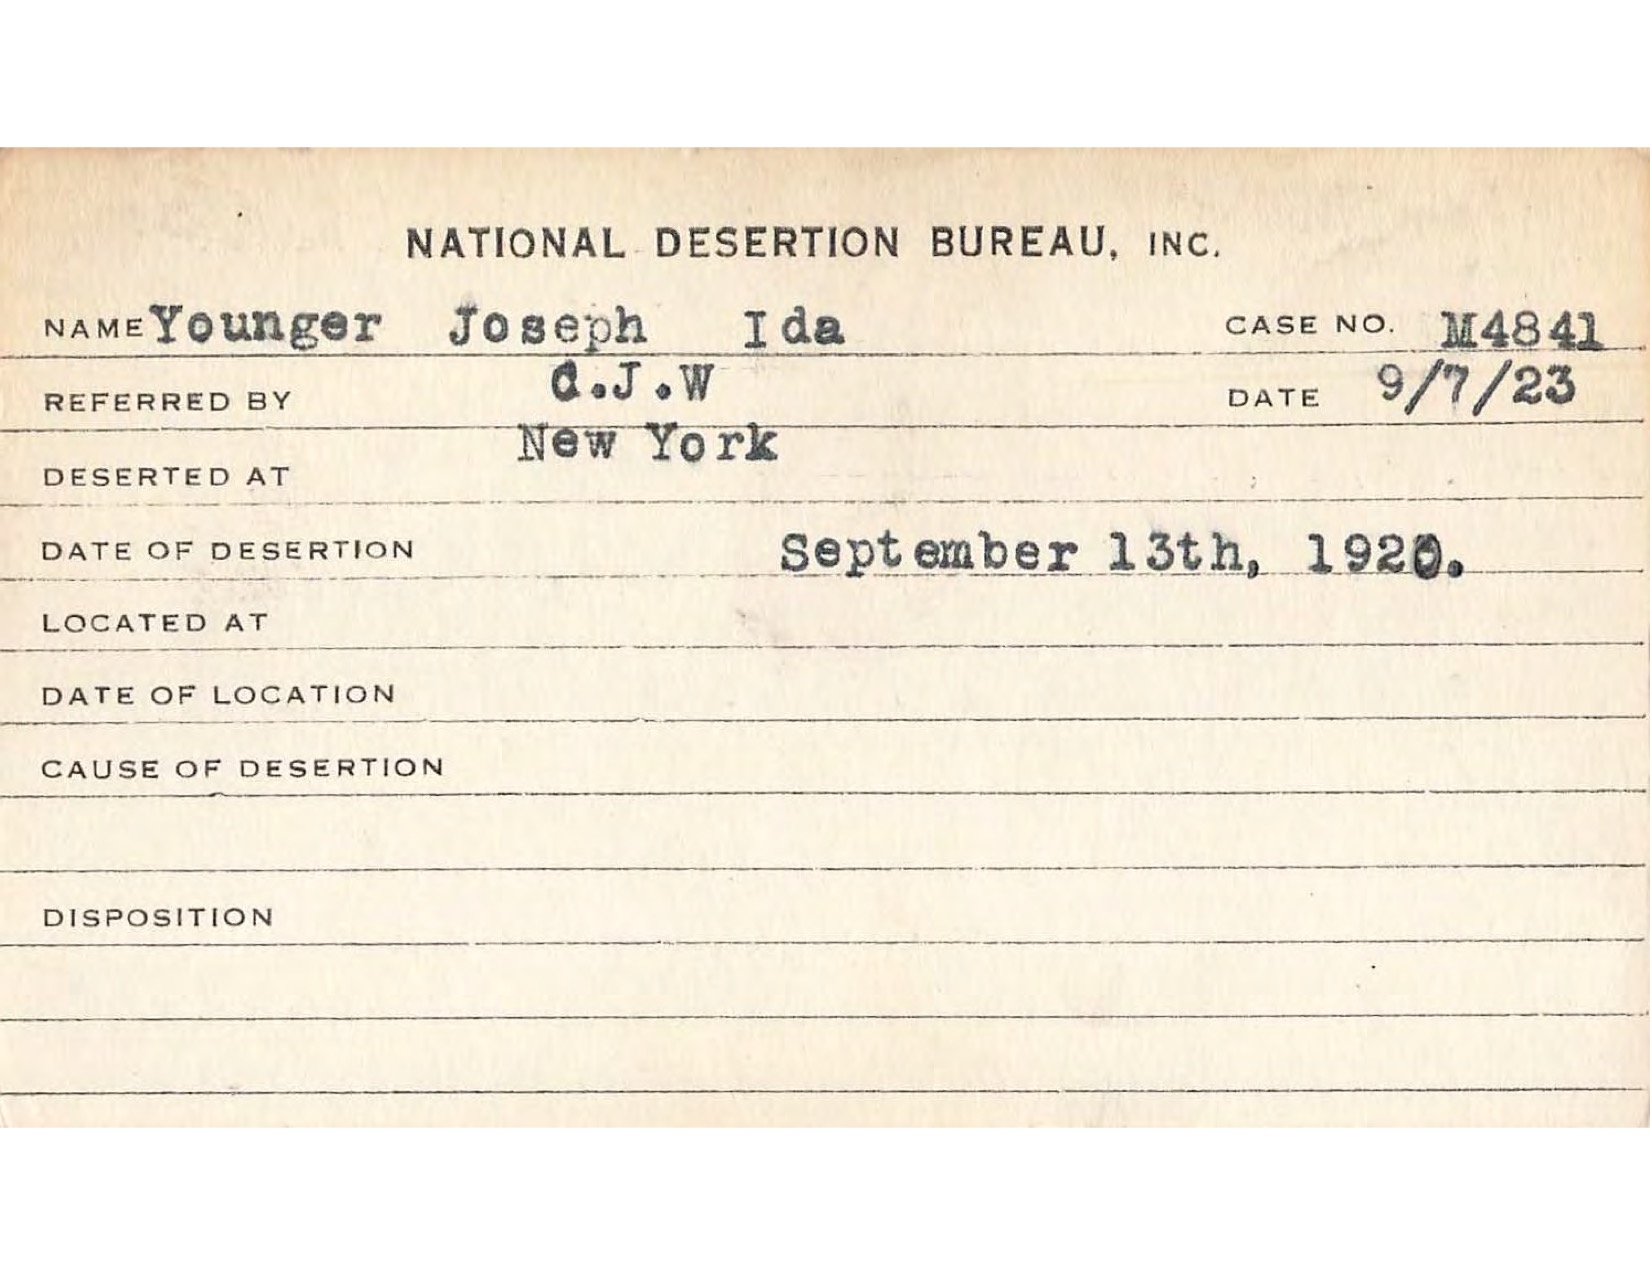 NATIONAL DESERTION BUREAU, INC.
NAME Younger Joseph Ida CASE NO. M4841
REFERRED BY C.J.W DATE 9/7/23
DESERTED AT New York
DATE OF DESERTION September 13th, 1920.
LOCATED AT
DATE OF LOCATION
CAUSE OF DESERTION
DISPOSITION